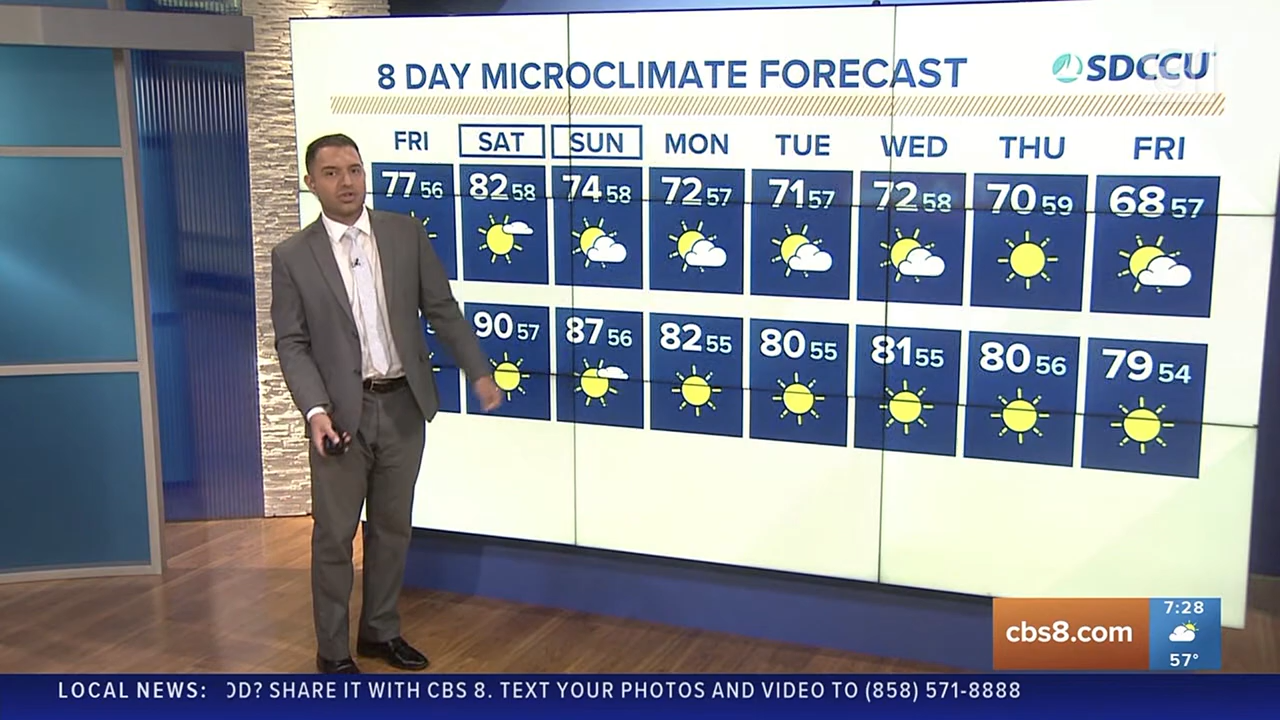 8 DAY MICROCLIMATE FORECAST
SDCCU
FRI SAT SUN MON TUE WED THU FRI
77 56 82 58 74 58 72 57 71 57 72 58 70 59 68 57
90 57 87 56 82 55 80 55 81 55 80 56 79 54
cbs8.com
7:28
57°
LOCAL NEWS: OD? SHARE IT WITH CBS 8. TEXT YOUR PHOTOS AND VIDEO TO (858) 571-8888